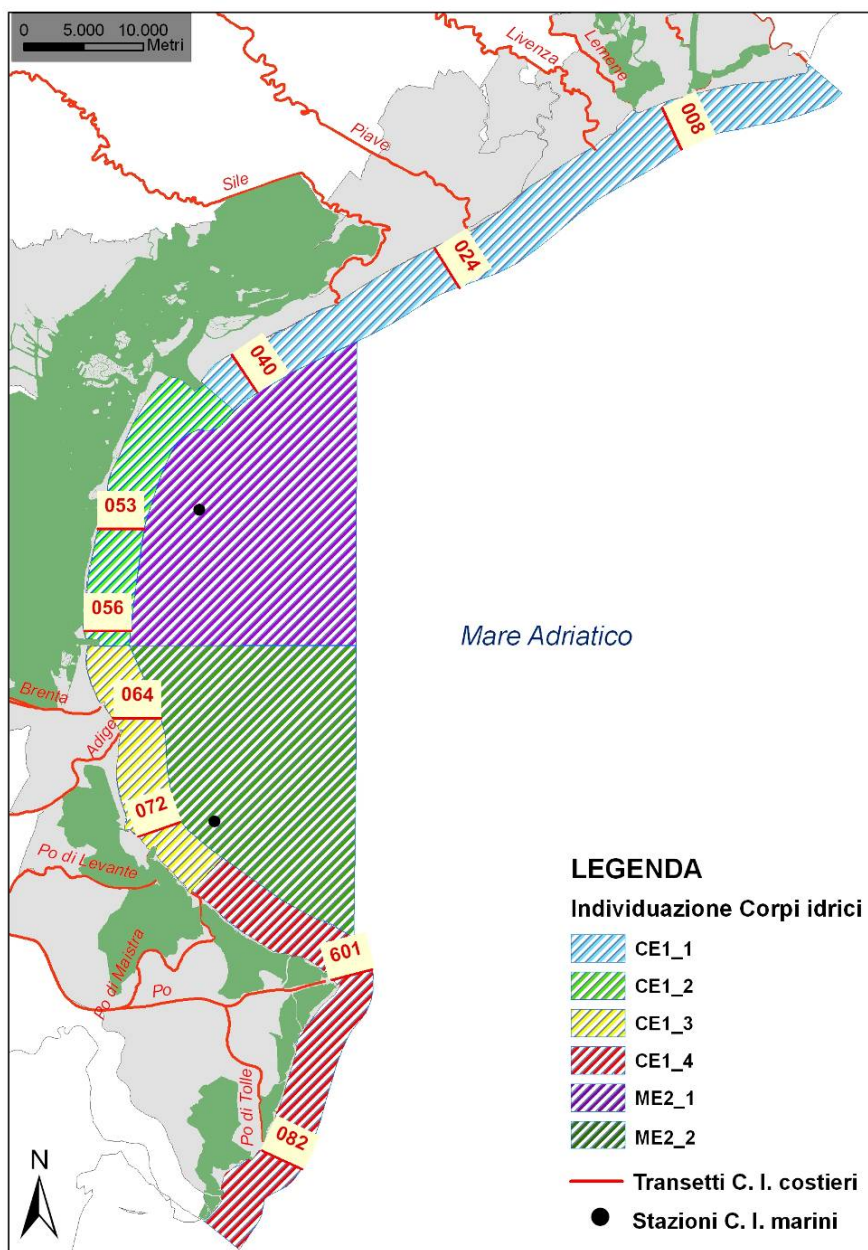 0 5.000 10.000
Metri
Livenza
Lemene
008
Piave
Sile
024
040
053
056
Mare Adriatico
064
Brenta
Adige
072
Po di Levante
Po di Maistra
601
Po
Po di Tolle
082
N
LEGENDA
Individuazione Corpi idrici
CE1_1
CE1_2
CE1_3
CE1_4
ME2_1
ME2_2
Transetti C. I. costieri
Stazioni C. I. marini